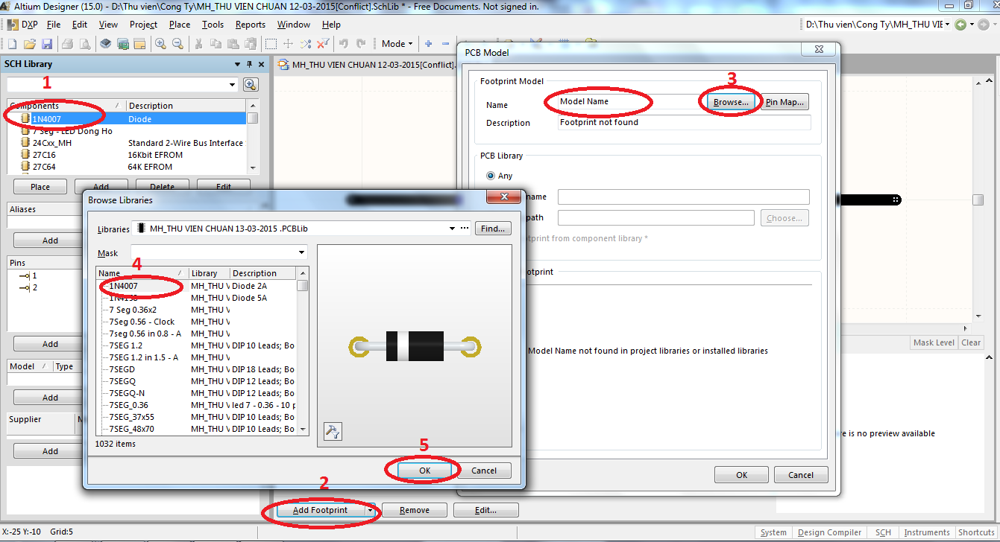 Altium Designer (15.0) - D:\Thu vien\Cong Ty\MH_THU VIEN CHUAN 12-03-2015[Conflict].SchLib * - Free Documents. Not signed in.
DXP File Edit View Project Place Tools Reports Window Help
D:\Thu vien\Cong Ty\MH_THU VIE
Mode
SCH Library
MH_THU VIEN CHUAN 12-03-2015[Conflict].
1
Components Description
1N4007 Diode
7 Seg - LED Dong Ho
24Cxx_MH Standard 2-Wire Bus Interface
27C16 16Kbit EFROM
27C64 64K EFROM
Place Add Delete Edit
Aliases
Add
Pins
1
2
Add
Model Type
Add
Supplier
Add
PCB Model
Footprint Model
3
Name Model Name Browse... Pin Map...
Description Footprint not found
PCB Library
Any
name
path Choose...
tprint from component library *
otprint
Model Name not found in project libraries or installed libraries
OK Cancel
Browse Libraries
Libraries MH_THU VIEN CHUAN 13-03-2015 .PCBLib ... Find...
Mask
4
Name Library Description
1N4007 MH_THU V Diode 2A
1N4158 MH_THU V Diode 5A
7 Seg 0.36x2 MH_THU V
7Seg 0.56 - Clock MH_THU V
7seg 0.56 in 0.8 - A MH_THU V
7SEG 1.2 MH_THU V DIP 10 Leads; Bo
7SEG 1.2 in 1.5 - A MH_THU V
7SEGD MH_THU V DIP 18 Leads; Bo
7SEGQ MH_THU V DIP 12 Leads; Bo
7SEGQ-N MH_THU V DIP 12 Leads; Bo
7SEG_0.36 MH_THU V led 7 - 0.36 - 10 p
7SEG_37x55 MH_THU V DIP 10 Leads; Bo
7SEG_48x70 MH_THU V DIP 10 Leads; Bo
1032 items
5
OK Cancel
2
Add Footprint Remove Edit...
Mask Level Clear
re is no preview available
X:-25 Y:-10 Grid:5
System Design Compiler SCH Instruments Shortcuts